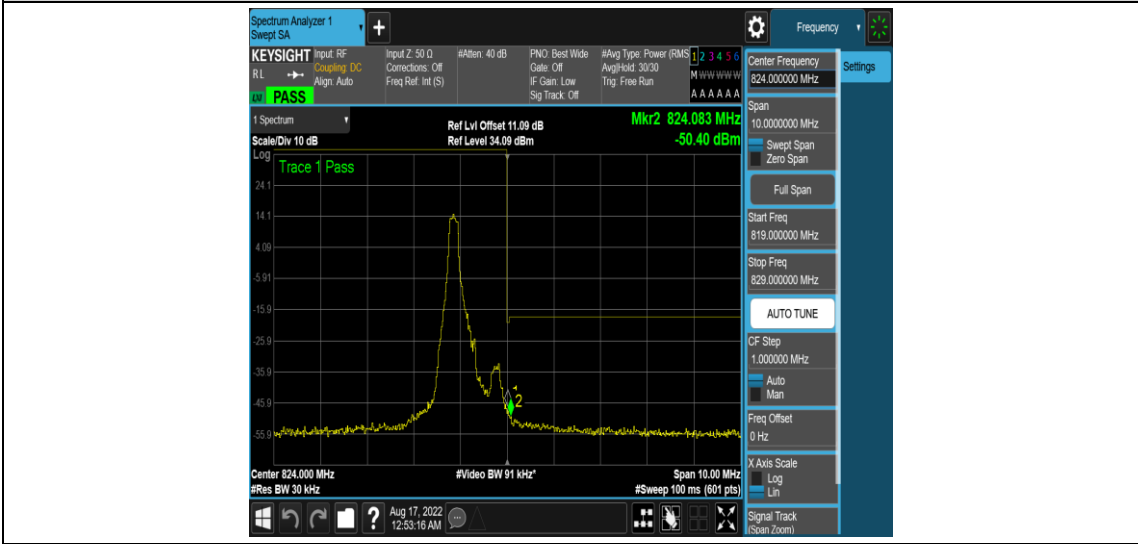 Spectrum Analyzer 1
Swept SA
+
Frequency
KEYSIGHT
RL
PASS
Input: RF
Coupling: DC
Align: Auto
Input Z: 50 Ω
Corrections: Off
Freq Ref: Int (S)
#Atten: 40 dB
PNO: Best Wide
Gate: Off
IF Gain: Low
Sig Track: Off
#Avg Type: Power (RMS
Avg|Hold: 30/30
Trig: Free Run
1 2 3 4 5 6
M W W W W W
A A A A A A
1 Spectrum
Scale/Div 10 dB
Ref Lvl Offset 11.09 dB
Ref Level 34.09 dBm
Mkr2 824.083 MHz
-50.40 dBm
Log
Trace 1 Pass
24.1
14.1
4.09
-5.91
-15.9
-25.9
-35.9
-45.9
-55.9
2
Center 824.000 MHz
#Res BW 30 kHz
#Video BW 91 kHz*
Span 10.00 MHz
#Sweep 100 ms (601 pts)
?
Aug 17, 2022
12:53:16 AM
Center Frequency
824.000000 MHz
Settings
Span
10.0000000 MHz
Swept Span
Zero Span
Full Span
Start Freq
819.000000 MHz
Stop Freq
829.000000 MHz
AUTO TUNE
CF Step
1.000000 MHz
Auto
Man
Freq Offset
0 Hz
X Axis Scale
Log
Lin
Signal Track
(Span Zoom)